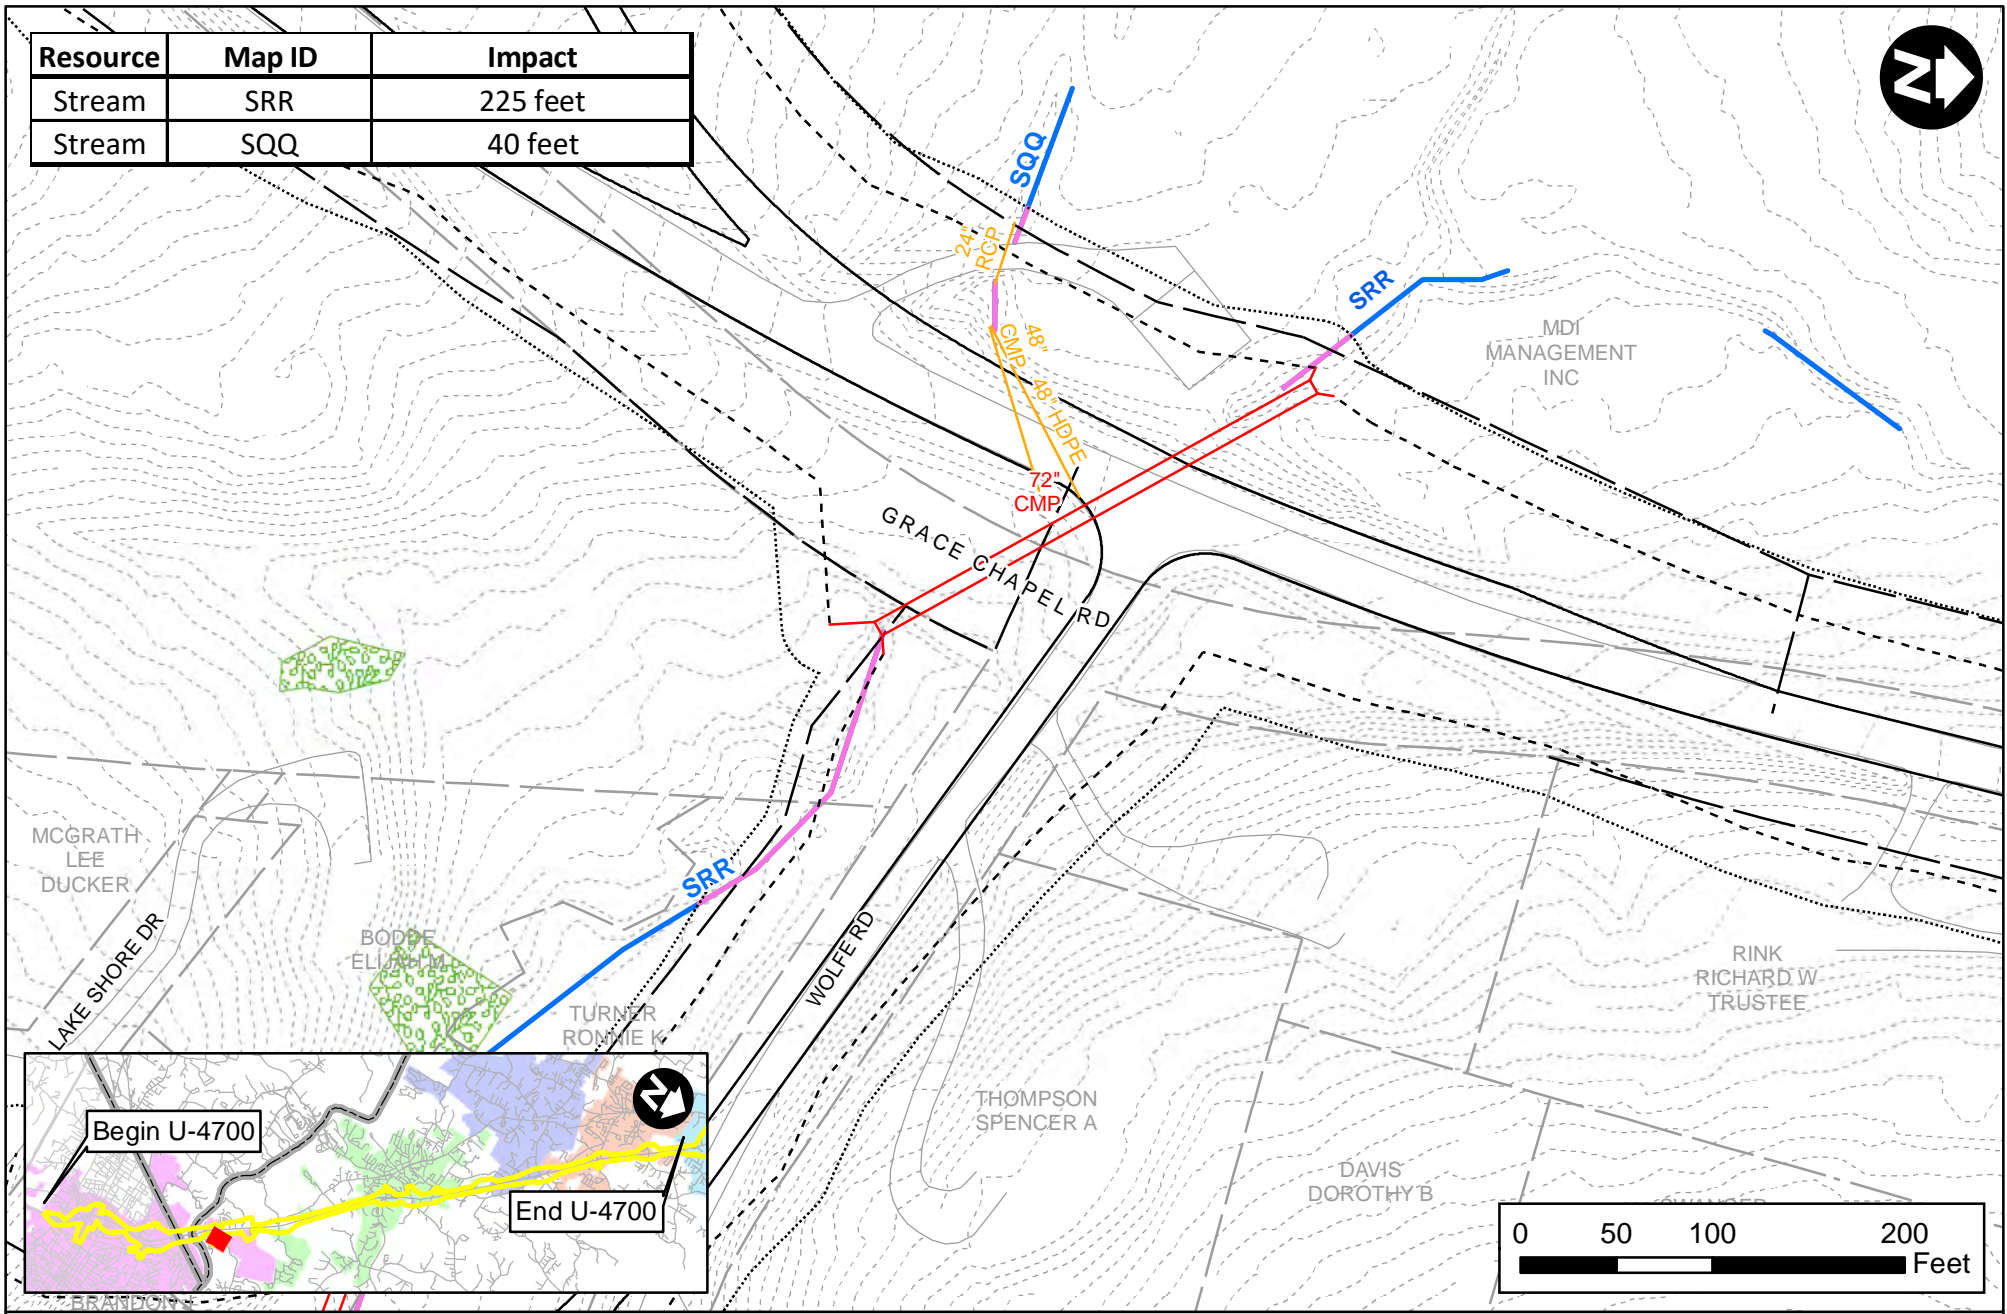 Resource Map ID Impact
Stream SRR 225 feet
Stream SQQ 40 feet
N
SQQ
24"
RCP
SRR
48"
CMP
48" HDPE
72"
CMP
MDI
MANAGEMENT
INC
GRACE CHAPEL RD
MCGRATH
LEE
DUCKER
LAKE SHORE DR
BODDE
ELIJAH M
SRR
WOLFE RD
TURNER
RONNIE K
RINK
RICHARD W
TRUSTEE
THOMPSON
SPENCER A
DAVIS
DOROTHY B
N
Begin U-4700
End U-4700
0 50 100 200
Feet